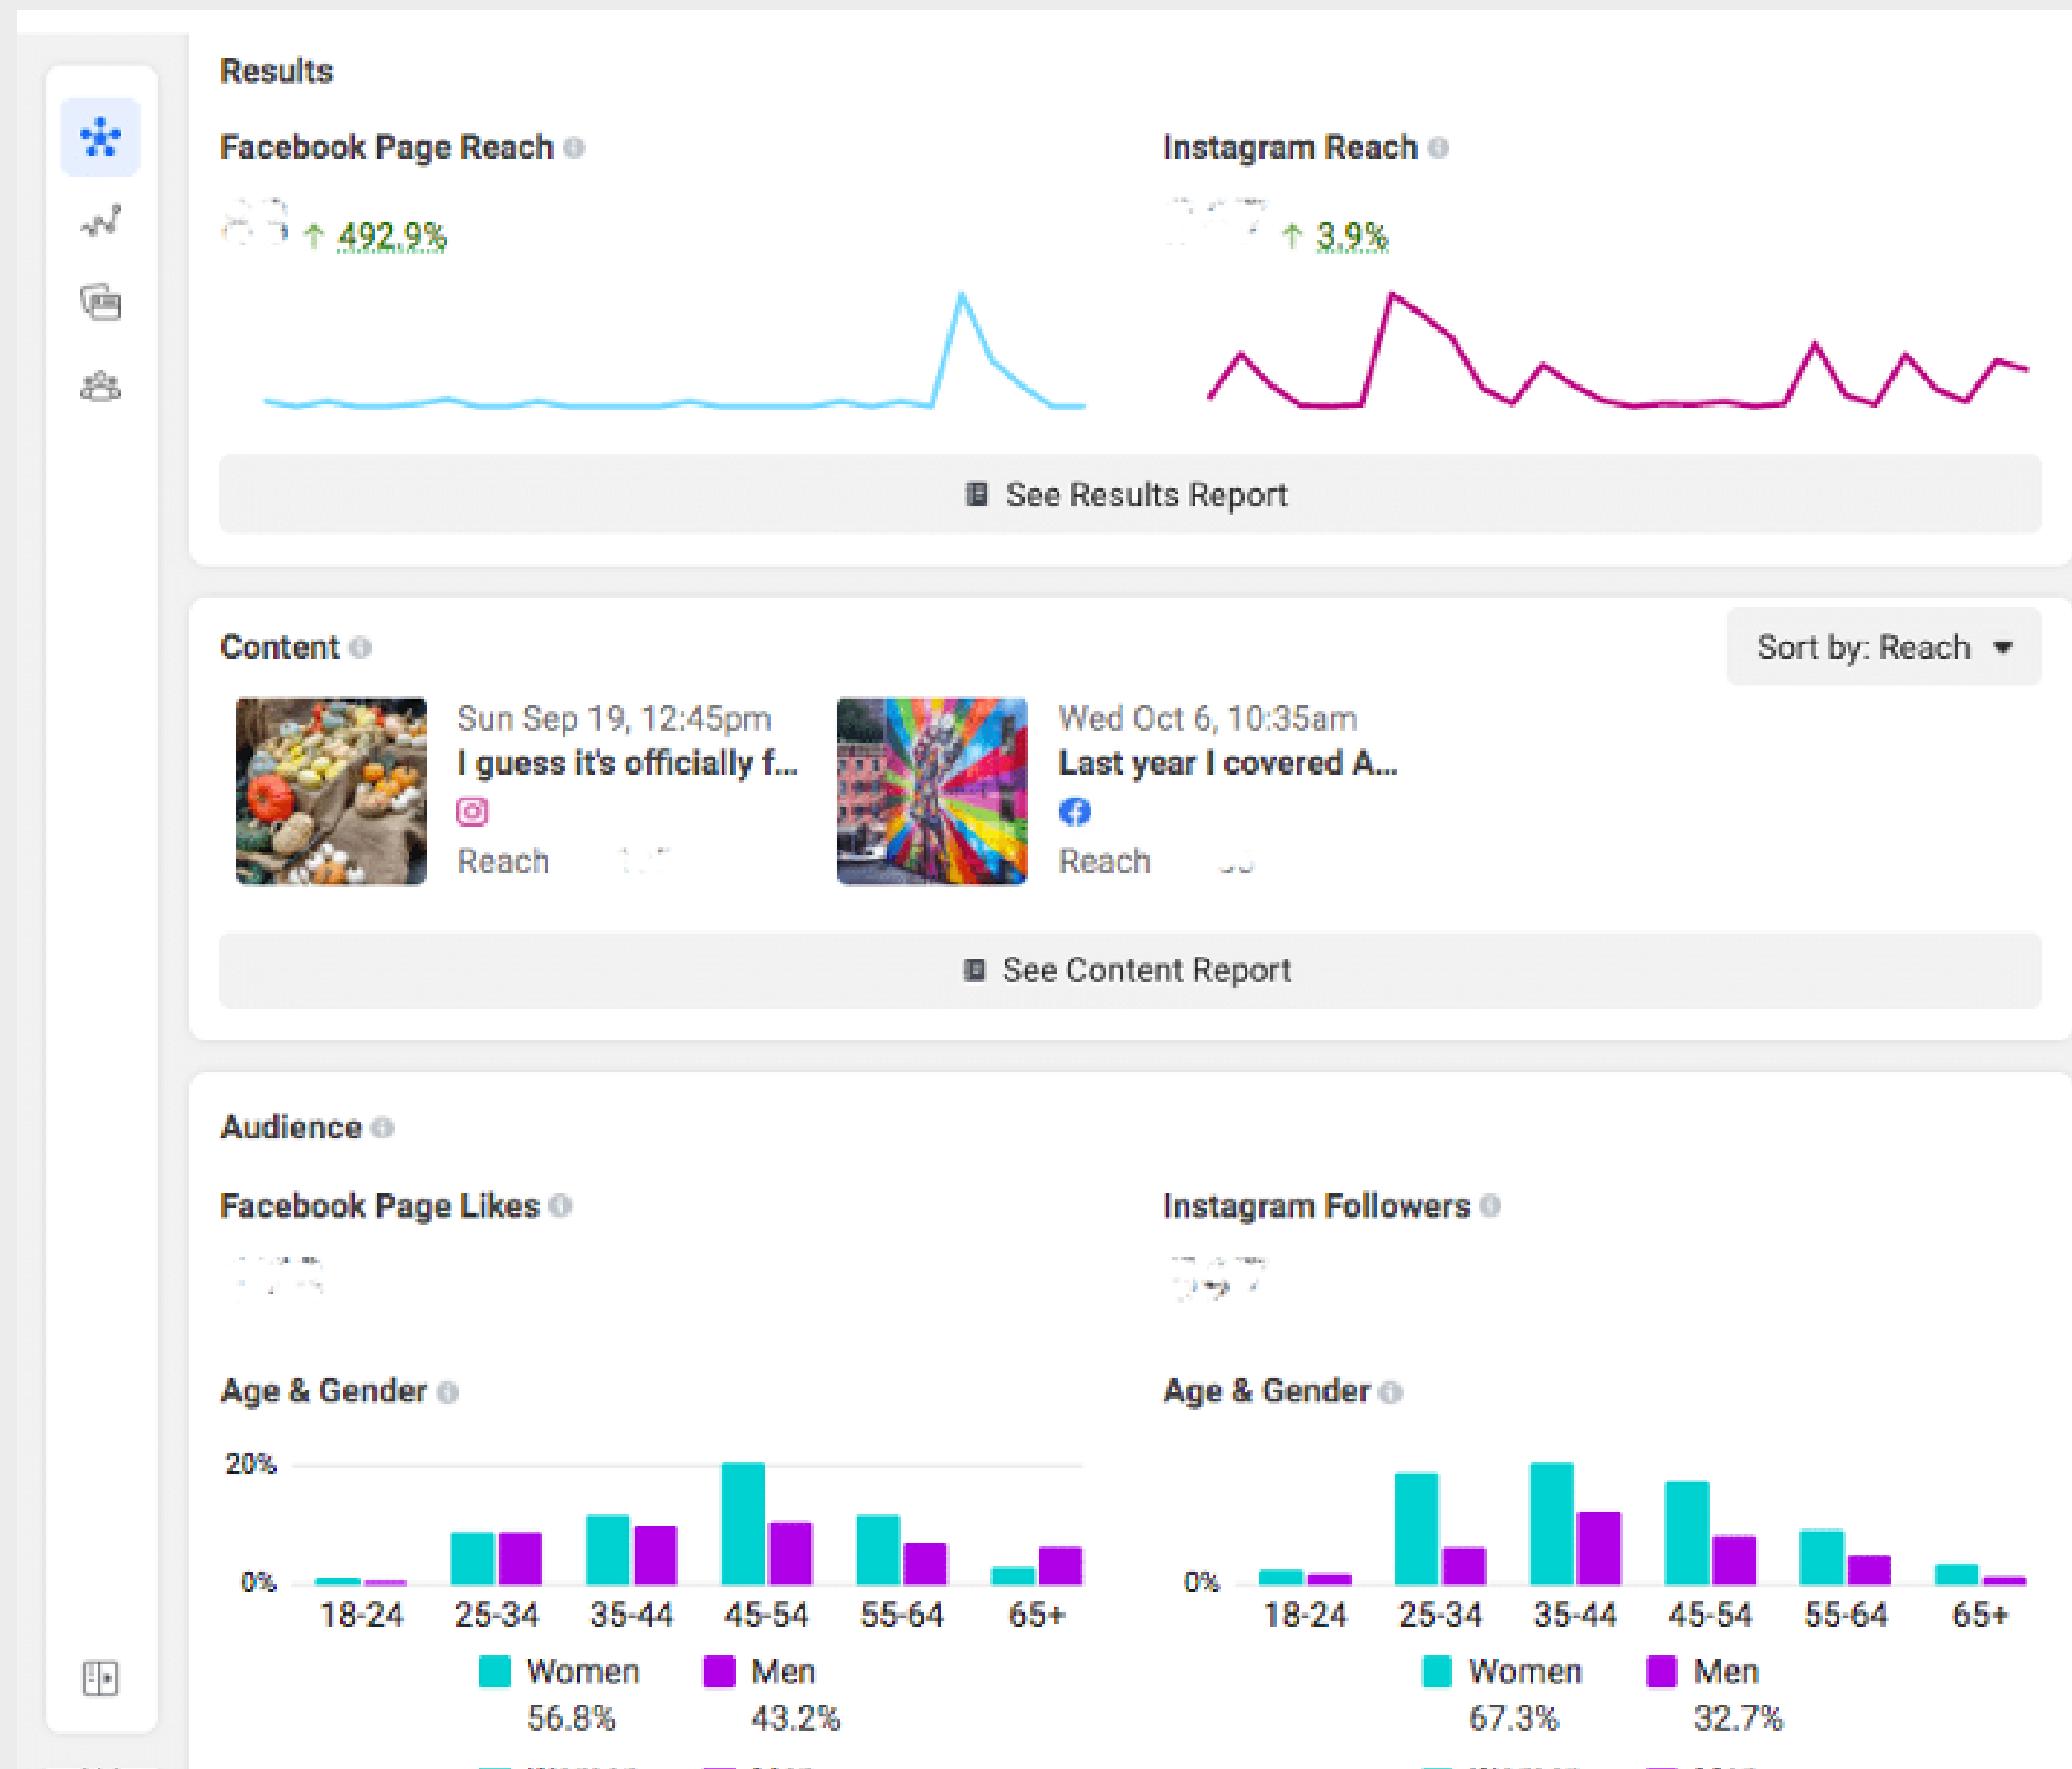 Results
Facebook Page Reach
↑ 492.9%
Instagram Reach
↑ 3.9%
See Results Report
Content
Sort by: Reach
Sun Sep 19, 12:45pm
I guess it's officially f...
Reach
Wed Oct 6, 10:35am
Last year I covered A...
Reach
See Content Report
Audience
Facebook Page Likes
Age & Gender
20%
0%
18-24 25-34 35-44 45-54 55-64 65+
Women Men
56.8% 43.2%
Instagram Followers
Age & Gender
0%
18-24 25-34 35-44 45-54 55-64 65+
Women Men
67.3% 32.7%